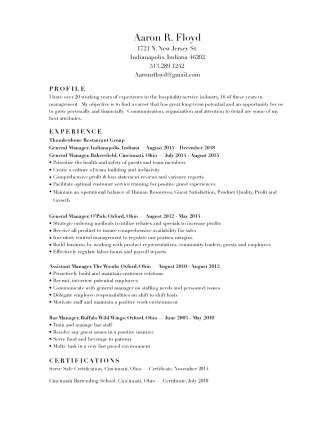 Aaron R. Floyd
1721 N. New Jersey St.
Indianapolis, Indiana 46202
513.289.1242
Aaronrfloyd@gmail.com
PROFILE
I have over 20 working years of experience in the hospitality/service industry, 16 of these years in
management. My objective is to find a career that has great long-term potential and an opportunity for us
to grow personally and financially. Communication, organization and attention to detail are some of my
best attributes.
EXPERIENCE
Thunderdome Restaurant Group
General Manager, Indianapolis, Indiana — August 2015 - December 2018
General Manager, Bakersfield; Cincinnati, Ohio — July 2014 - August 2015
• Prioritize the health and safety of guests and team members
• Create a culture of team building and inclusivity
• Comprehensive profit & loss statement reviews and variance reports
• Facilitate optimal customer service training for positive guest experiences
• Maintain an operational balance of Human Resources, Guest Satisfaction, Product Quality, Profit and
Growth
General Manager, O'Pub; Oxford, Ohio — August 2012 - May 2014
• Strategic ordering methods to utilize rebates and specials to increase profits
• Receive all product to insure comprehensive availability for sales
• Inventory control management to regulate our portion margins
• Build business by working with product representatives, community leaders, guests and employees
• Effectively regulate labor hours and payroll reports
Assistant Manager, The Woods; Oxford, Ohio — August 2010 - August 2012
• Proactively build and maintain customer relations
• Recruit, interview potential employees
• Communicate with general manager on staffing needs and personnel issues
• Delegate employee responsibilities on shift to shift basis
• Motivate staff and maintain a positive work environment
Bar Manager, Buffalo Wild Wings; Oxford, Ohio — June 2005 - May 2010
• Train and manage bar staff
• Resolve any guest issues in a positive manner
• Serve food and beverage to patrons
• Multi-task in a very fast paced environment
CERTIFICATIONS
Serv Safe Certification, Cincinnati, Ohio — Certificate, November 2014
Cincinnati Bartending School, Cincinnati, Ohio — Certificate, July 2010